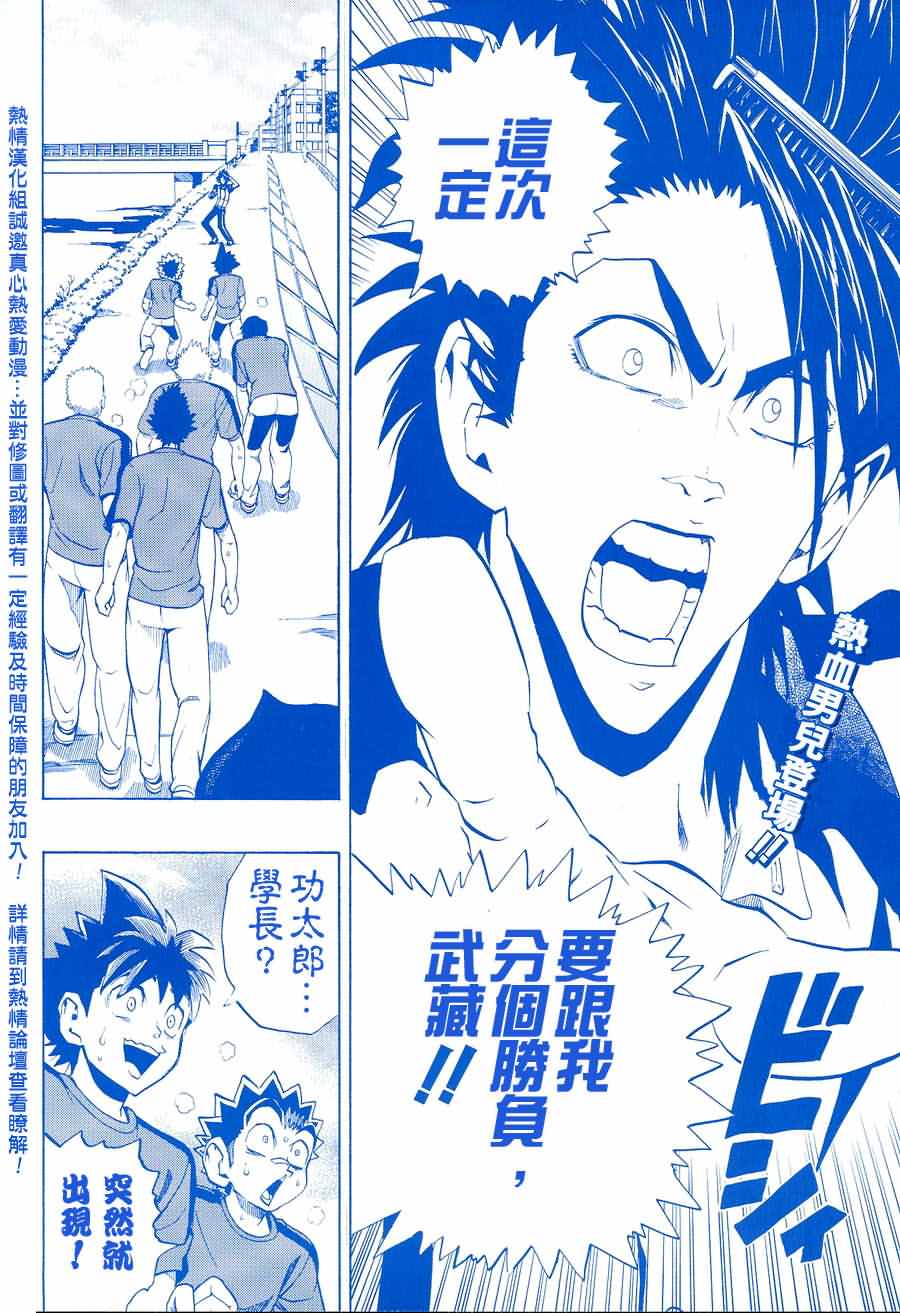 這次
一定
熱血男兒登場!!
要跟我
分個勝負,
武藏!!
ビシィッ
功太郎…
學長?
突然就
出現!
熱情漢化組誠邀真心熱愛動漫…並對修圖或翻譯有一定經驗及時間保障的朋友加入! 詳情請到熱情論壇查看瞭解!